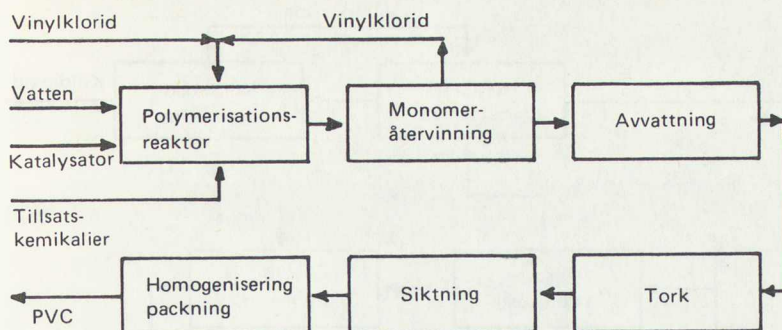 Vinylklorid
Vinylklorid
Vatten
Katalysator
Polymerisations-
reaktor
Monomer-
återvinning
Avvattning
Tillsats-
kemikalier
PVC
Homogenisering
packning
Siktning
Tork